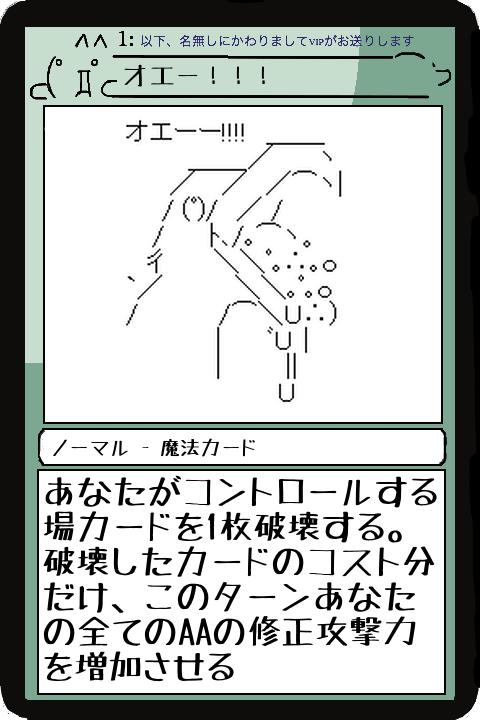 1: 以下、名無しにかわりましてVIPがお送りします
オエー！！！
オエーー!!!!
ノーマル - 魔法カード
あなたがコントロールする
場カードを1枚破壊する。
破壊したカードのコスト分
だけ、このターンあなた
の全てのAAの修正攻撃力
を増加させる